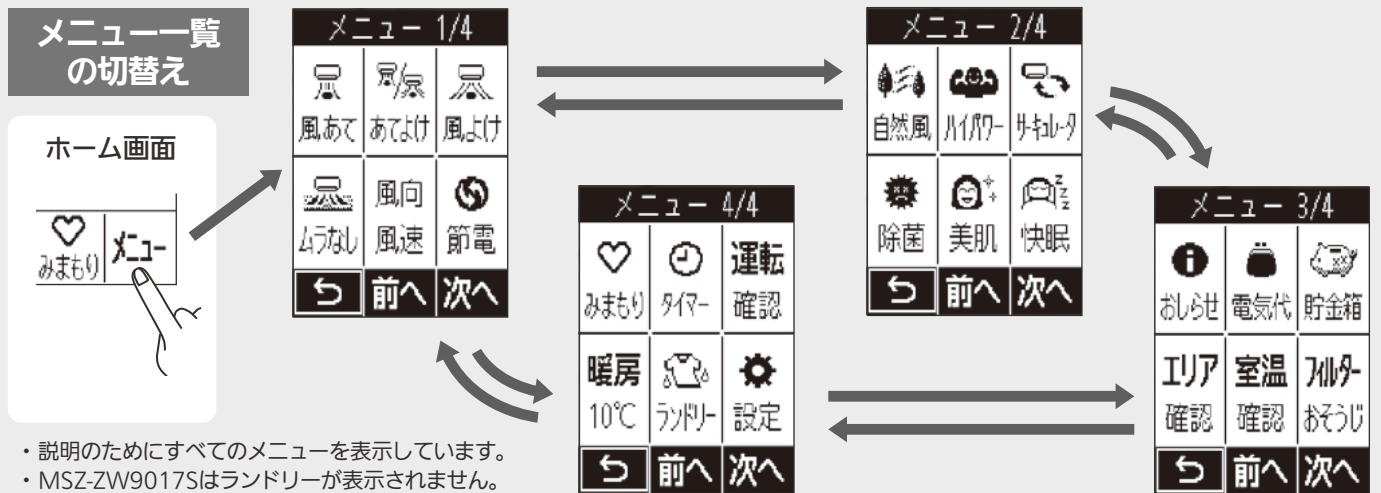 メニュー一覧
の切替え
ホーム画面
みまもり メニュー
メニュー 1/4
風あて あてよけ 風よけ
ムラなし 風向 風速 節電
前へ 次へ
メニュー 2/4
自然風 ハイパワー サーキュレータ
除菌 美肌 快眠
前へ 次へ
メニュー 3/4
おしらせ 電気代 貯金箱
エリア 室温 フィルター
確認 確認 おそうじ
前へ 次へ
メニュー 4/4
みまもり タイマー 運転
確認
暖房
10℃ ランドリー 設定
前へ 次へ
・説明のためにすべてのメニューを表示しています。
・MSZ-ZW9017Sはランドリーが表示されません。